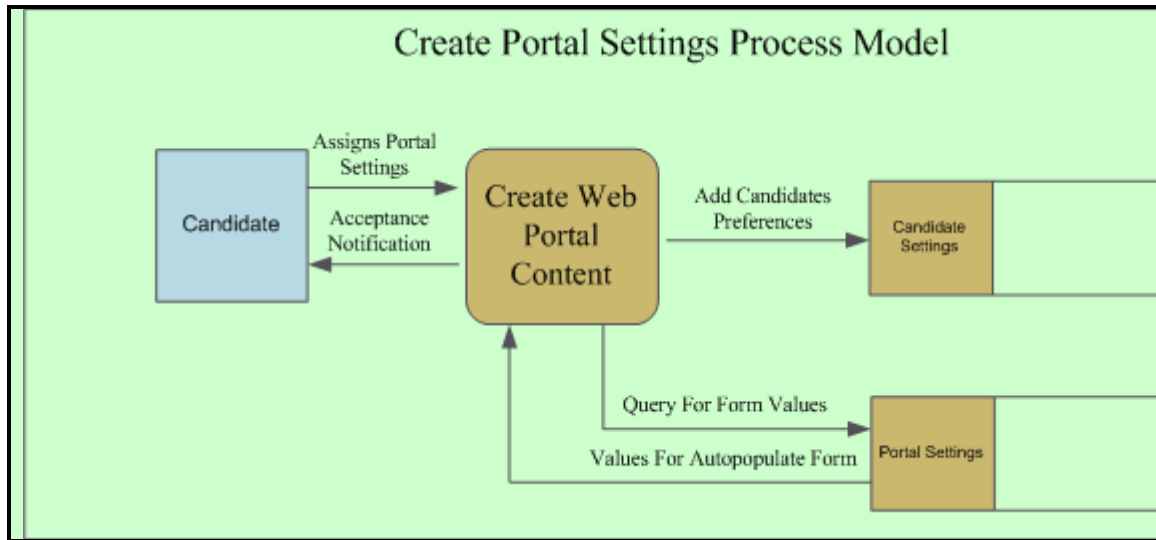 Create Portal Settings Process Model
Assigns Portal
Settings
Candidate
Acceptance
Notification
Create Web
Portal
Content
Add Candidates
Preferences
Candidate
Settings
Query For Form Values
Values For Autopopulate Form
Portal Settings